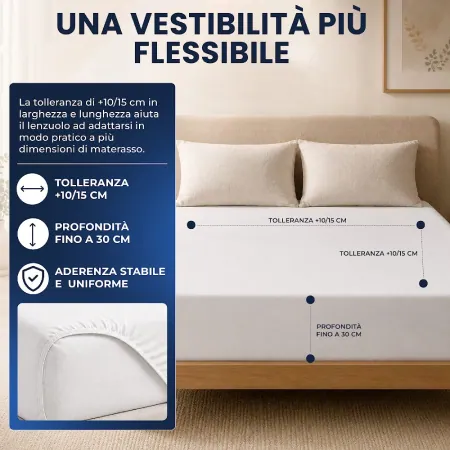 UNA VESTIBILITÀ PIÙ
FLESSIBILE
La tolleranza di +10/15 cm in
larghezza e lunghezza aiuta
il lenzuolo ad adattarsi in
modo pratico a più
dimensioni di materasso.
TOLLERANZA
+10/15 CM
PROFONDITÀ
FINO A 30 CM
ADERENZA STABILE
E UNIFORME
TOLLERANZA +10/15 CM
TOLLERANZA +10/15 CM
PROFONDITÀ
FINO A 30 CM